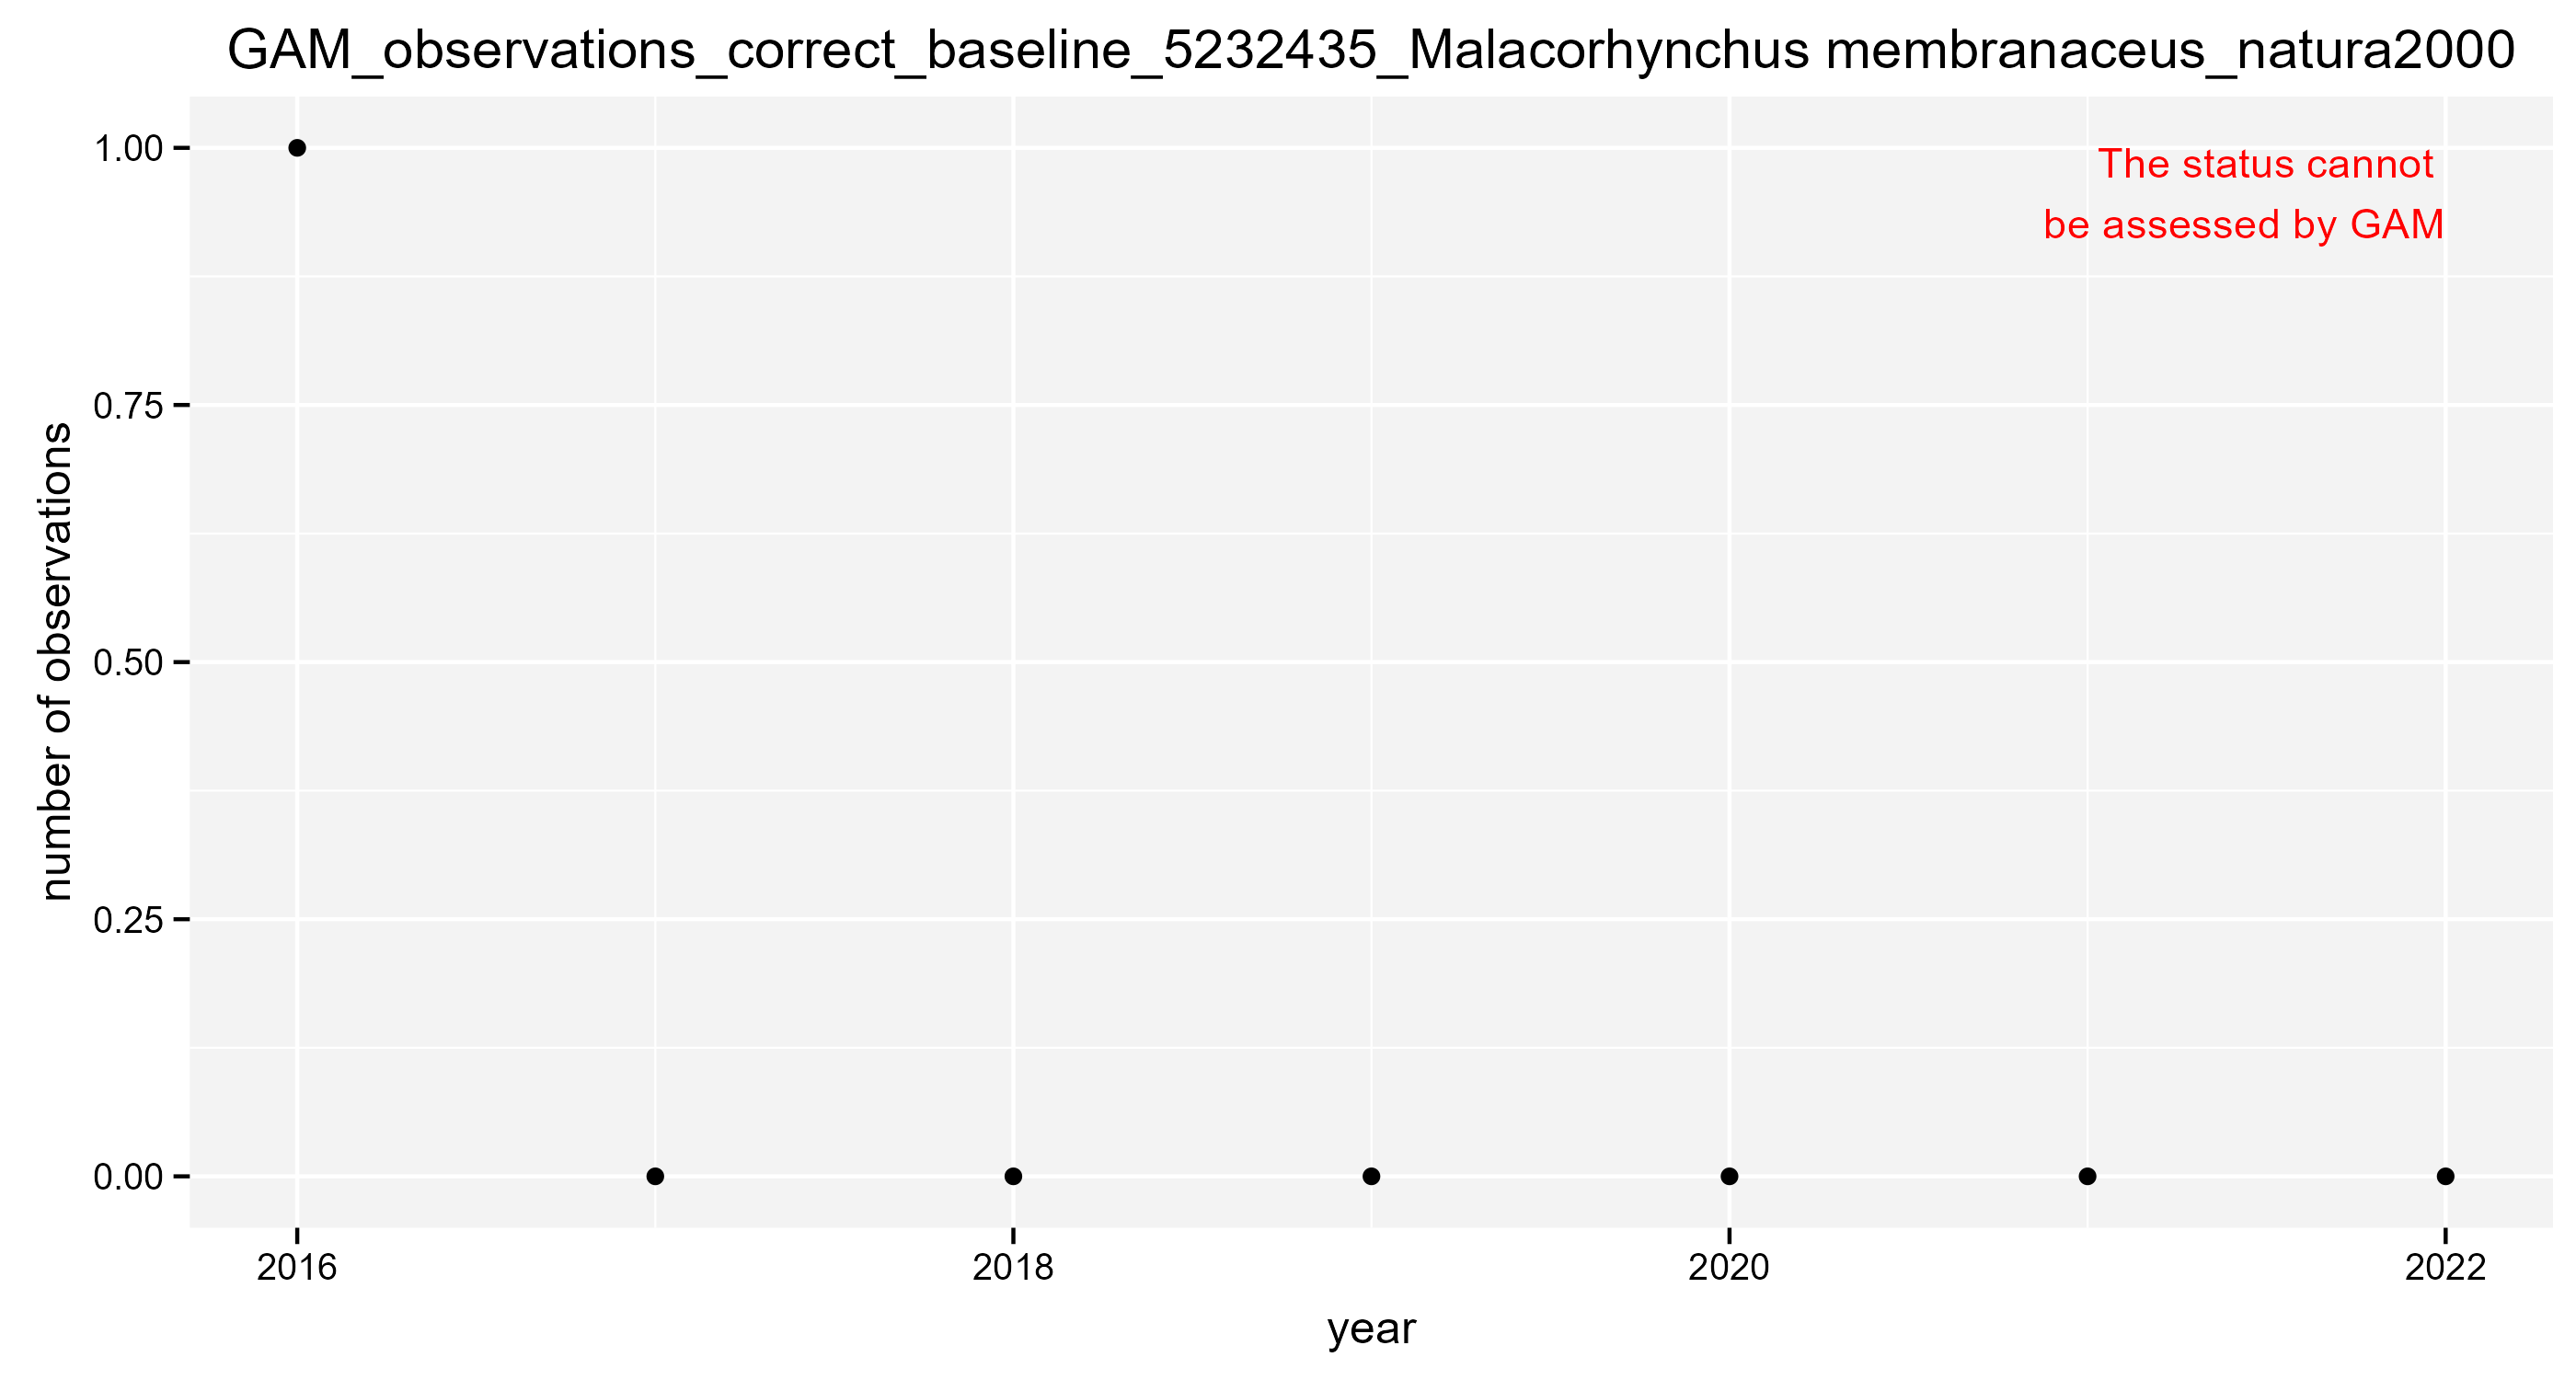 GAM_observations_correct_baseline_5232435_Malacorhynchus membranaceus_natura2000
The status cannot
be assessed by GAM
number of observations
1.00
0.75
0.50
0.25
0.00
2016
2018
2020
2022
year